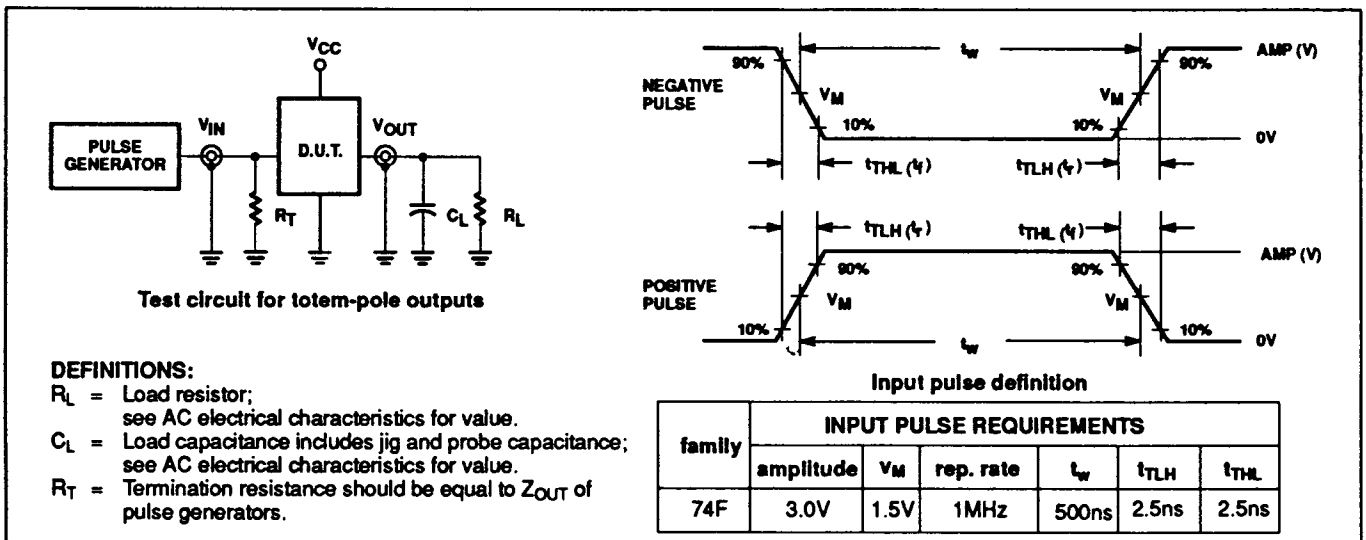 VCC
PULSE GENERATOR
VIN
D.U.T.
VOUT
RT
CL
RL
Test circuit for totem-pole outputs
NEGATIVE PULSE
90%
VM
10%
tw
tTHL (tf)
10%
VM
90%
tTLH (tr)
AMP (V)
0V
POSITIVE PULSE
tTLH (tr)
tTHL (tf)
AMP (V)
90%
90%
VM
VM
10%
10%
tw
0V
Input pulse definition
DEFINITIONS:
RL = Load resistor;
see AC electrical characteristics for value.
CL = Load capacitance includes jig and probe capacitance;
see AC electrical characteristics for value.
RT = Termination resistance should be equal to ZOUT of
pulse generators.
family INPUT PULSE REQUIREMENTS
amplitude VM rep. rate tw tTLH tTHL
74F 3.0V 1.5V 1MHz 500ns 2.5ns 2.5ns